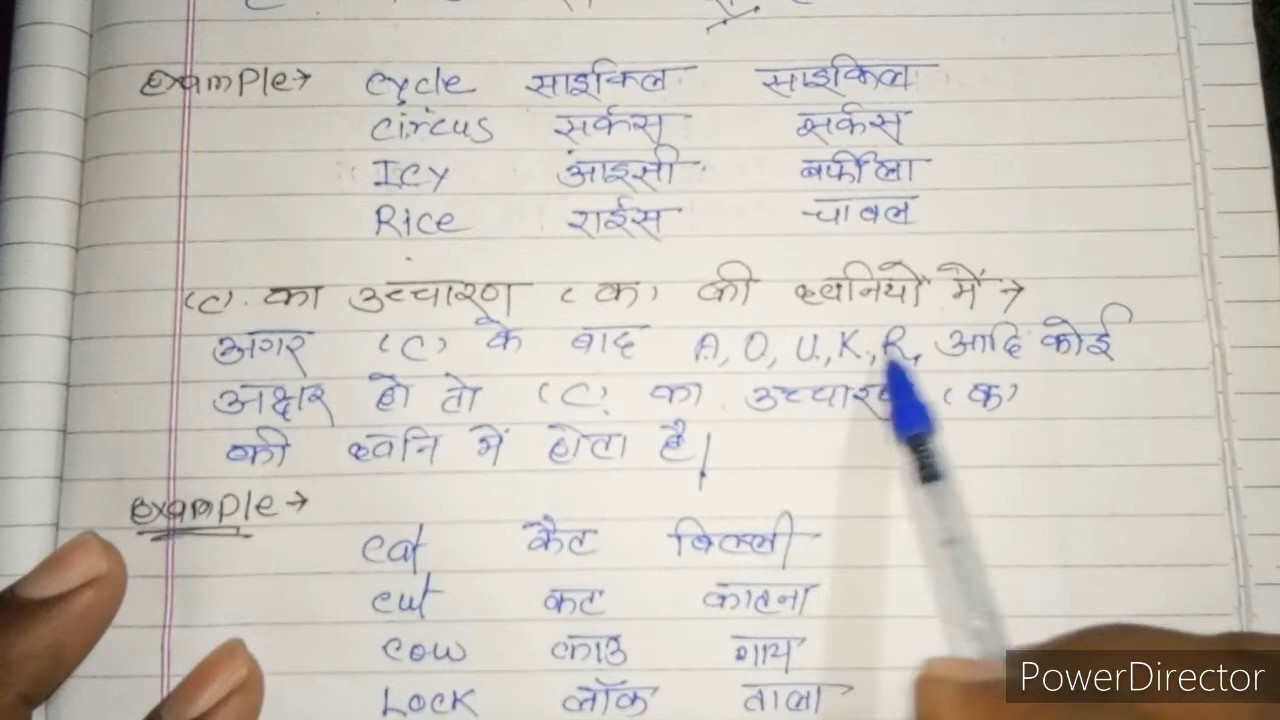 Example→ Cycle साइकिल साइकिल
Circus सर्कस सर्कस
Icy आइसी बर्फीला
Rice राईस चावल
(C) का उच्चारण (क) की ध्वनियों में →
अगर (C) के बाद A, O, U, K, R, आदि कोई
अक्षर हो तो (C) का उच्चारण (क)
की ध्वनि में होता है|
Example→
Cat कैट बिल्ली
Cut कट काटना
Cow काउ गाय
Lock लॉक ताला
PowerDirector